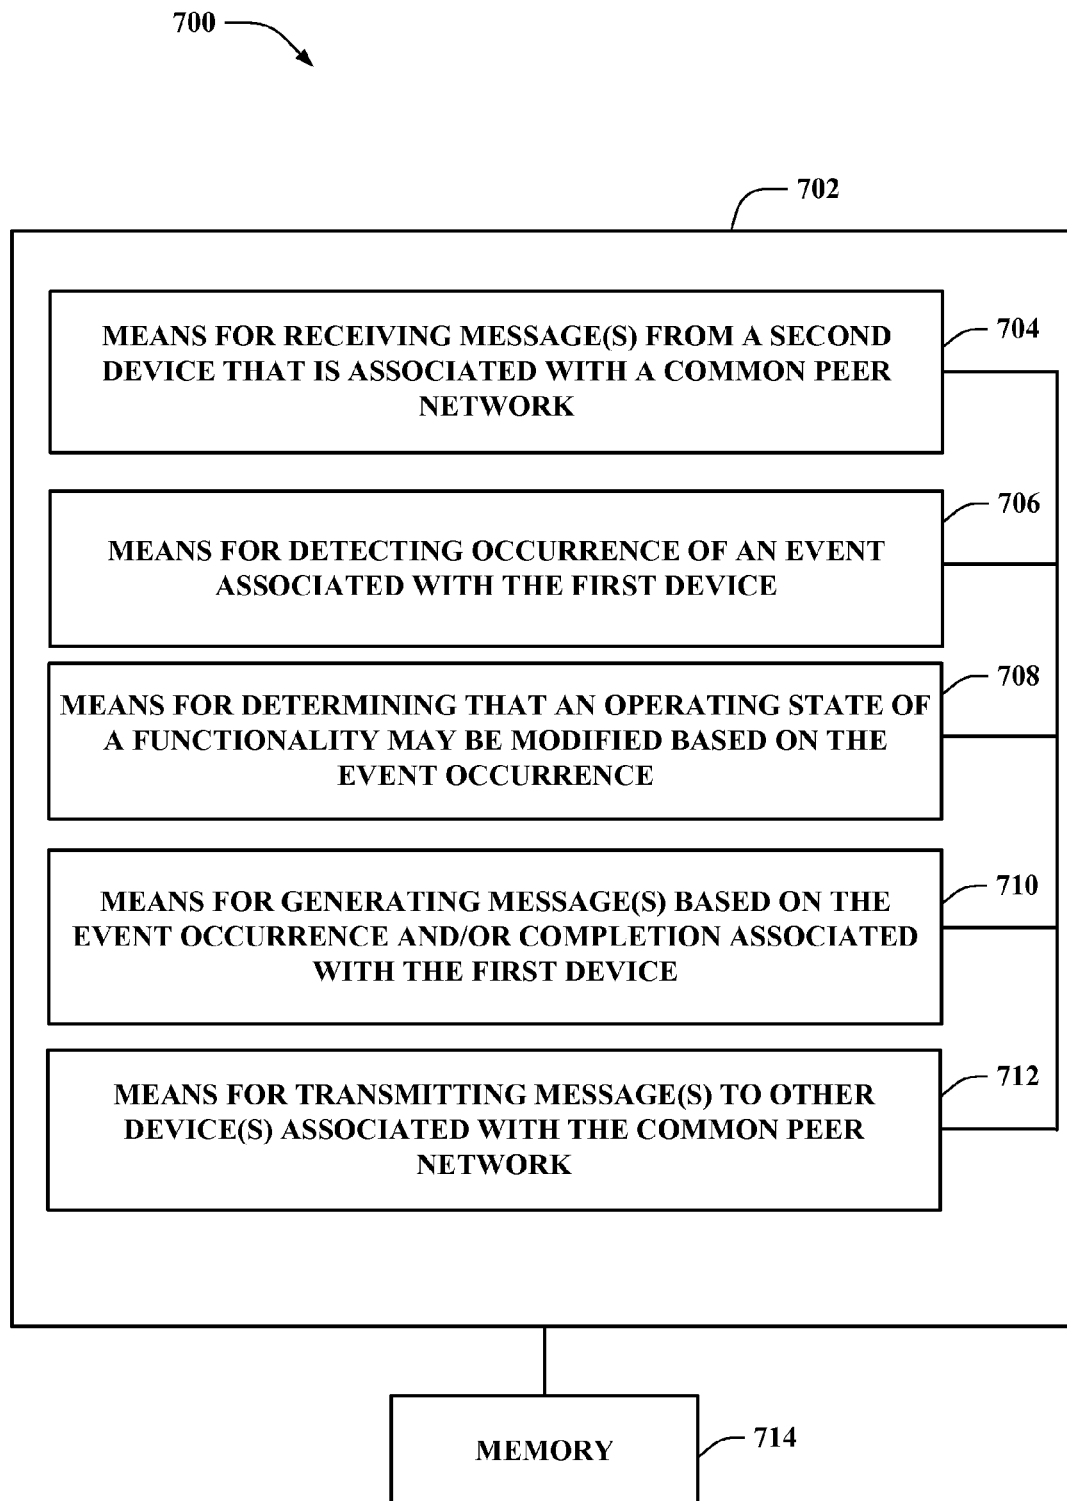 700
702
MEANS FOR RECEIVING MESSAGE(S) FROM A SECOND
DEVICE THAT IS ASSOCIATED WITH A COMMON PEER
NETWORK
704
MEANS FOR DETECTING OCCURRENCE OF AN EVENT
ASSOCIATED WITH THE FIRST DEVICE
706
MEANS FOR DETERMINING THAT AN OPERATING STATE OF
A FUNCTIONALITY MAY BE MODIFIED BASED ON THE
EVENT OCCURRENCE
708
MEANS FOR GENERATING MESSAGE(S) BASED ON THE
EVENT OCCURRENCE AND/OR COMPLETION ASSOCIATED
WITH THE FIRST DEVICE
710
MEANS FOR TRANSMITTING MESSAGE(S) TO OTHER
DEVICE(S) ASSOCIATED WITH THE COMMON PEER
NETWORK
712
MEMORY
714